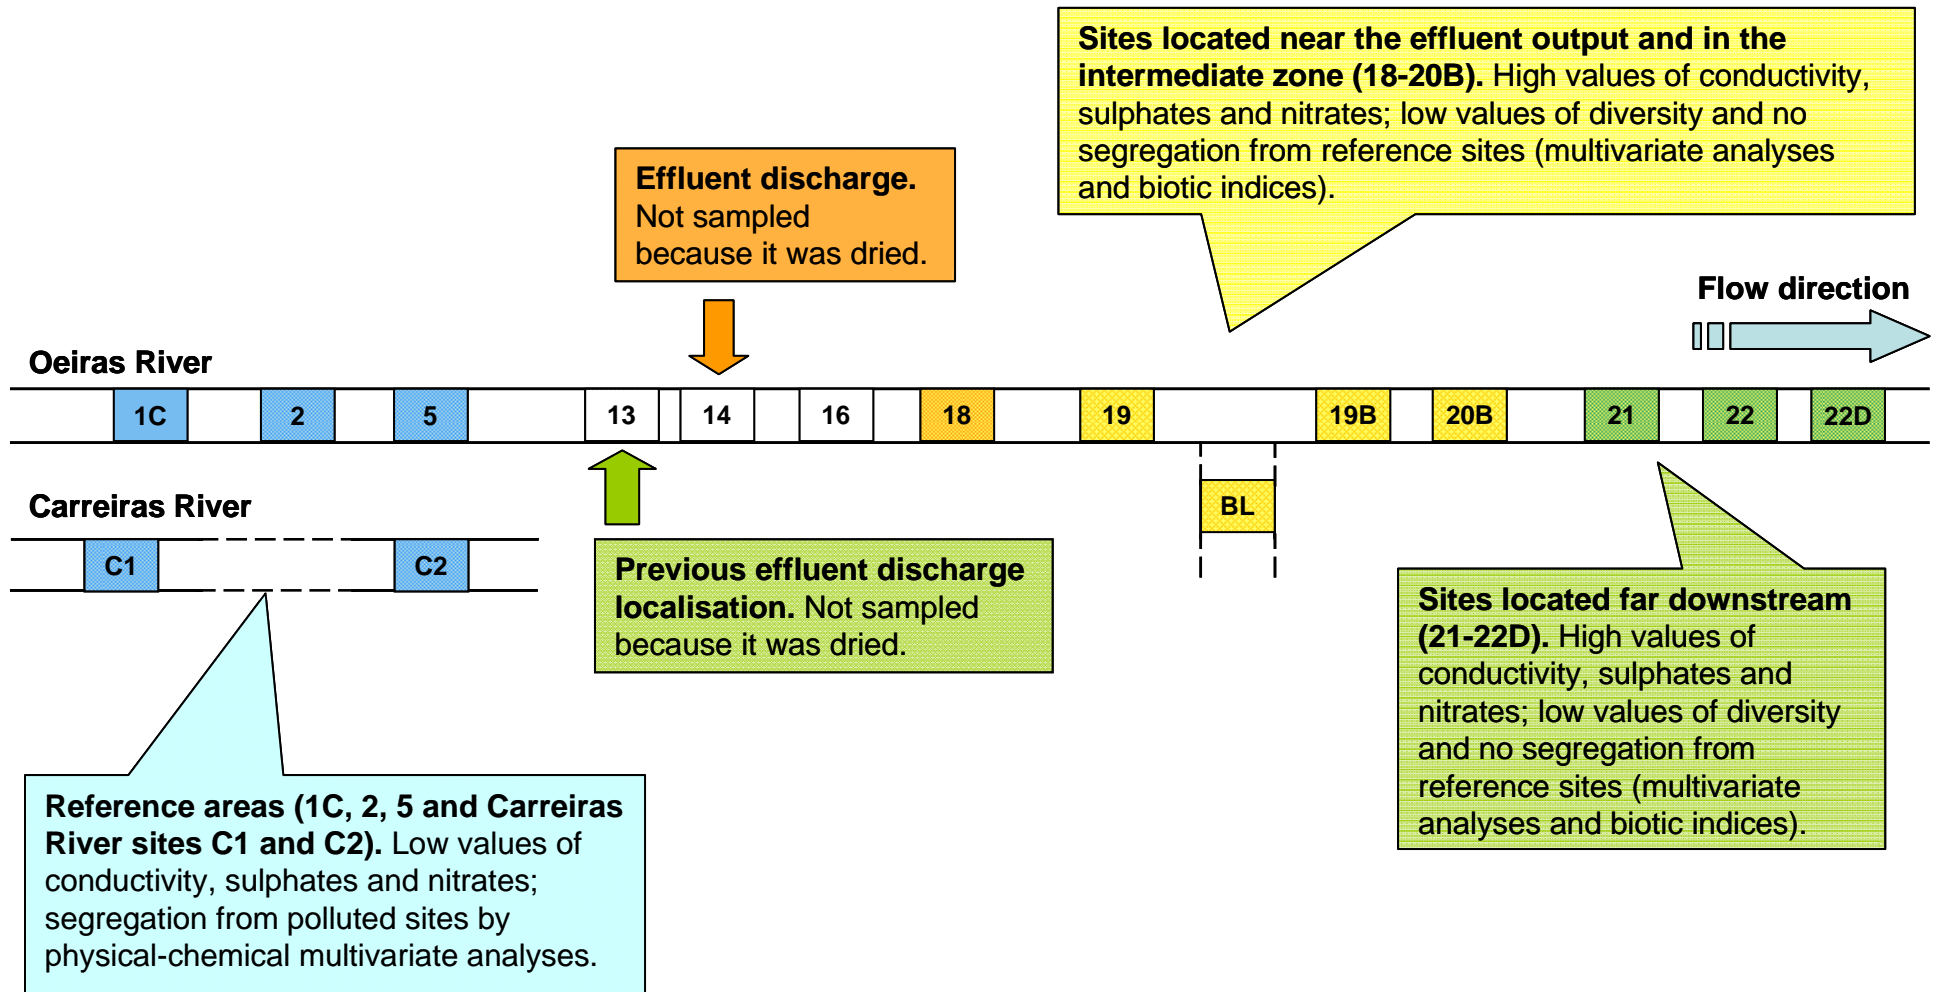 Sites located near the effluent output and in the
intermediate zone (18-20B). High values of conductivity,
sulphates and nitrates; low values of diversity and no
segregation from reference sites (multivariate analyses
and biotic indices).
Effluent discharge.
Not sampled
because it was dried.
Flow direction
Oeiras River
1C
2
5
13
14
16
18
19
19B
20B
21
22
22D
BL
Carreiras River
C1
C2
Previous effluent discharge
localisation. Not sampled
because it was dried.
Sites located far downstream
(21-22D). High values of
conductivity, sulphates and
nitrates; low values of diversity
and no segregation from
reference sites (multivariate
analyses and biotic indices).
Reference areas (1C, 2, 5 and Carreiras
River sites C1 and C2). Low values of
conductivity, sulphates and nitrates;
segregation from polluted sites by
physical-chemical multivariate analyses.